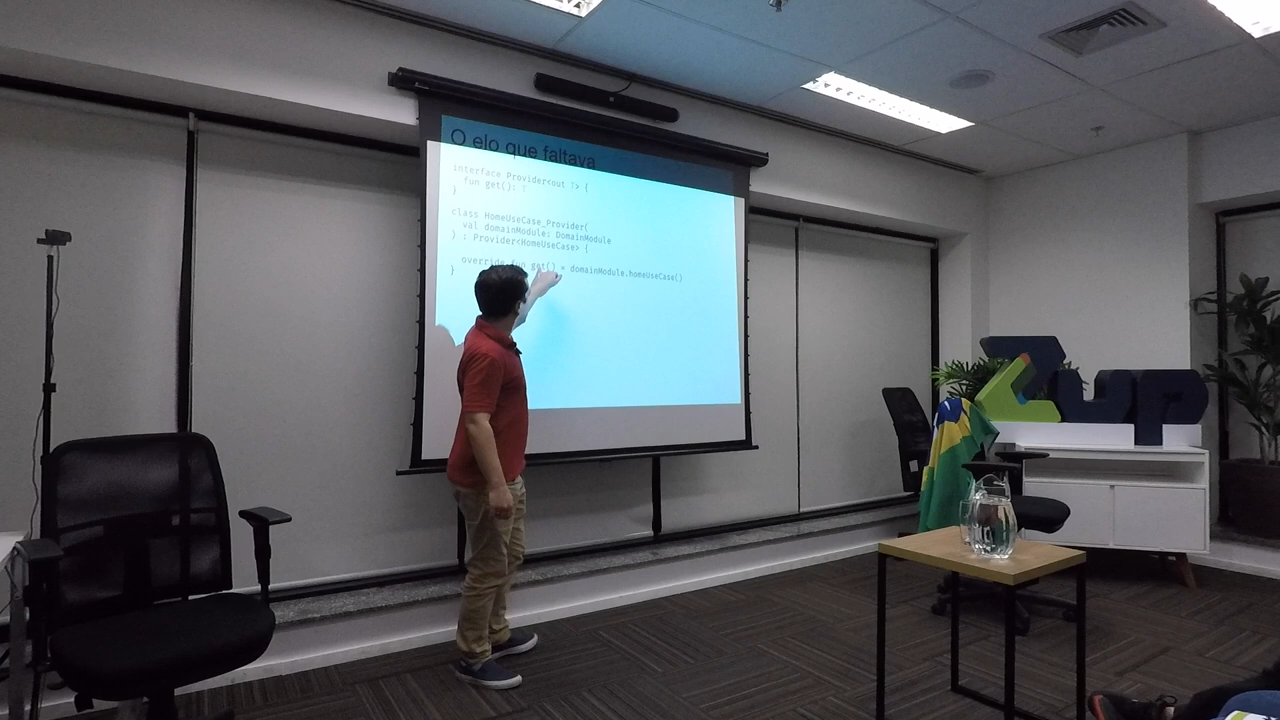 O elo que faltava
interface Provider<out T> {
fun get(): T
}
class HomeUseCase_Provider(
val domainModule: DomainModule
) : Provider<HomeUseCase> {
override fun get() = domainModule.homeUseCase()
}
Zup